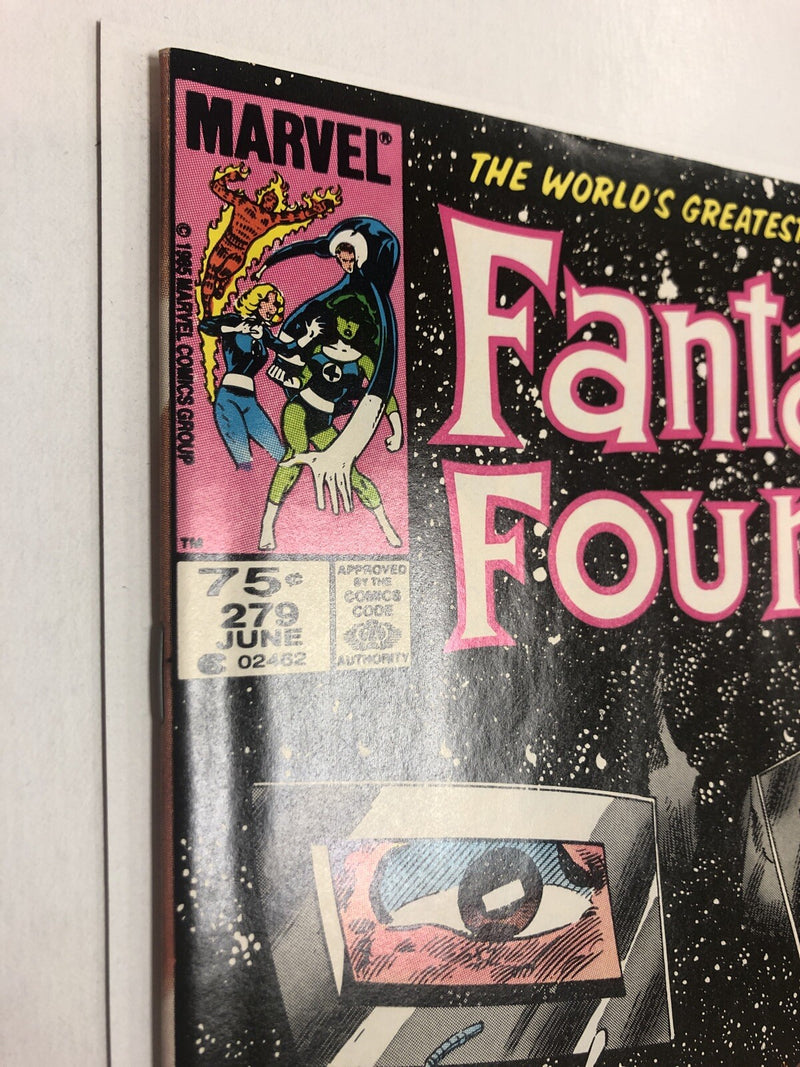 MARVEL®
© 1985 MARVEL COMICS GROUP
TM
75¢
279
JUNE
02462
APPROVED
BY THE
COMICS
CODE
AUTHORITY
THE WORLD'S GREATEST
Fanta
Four